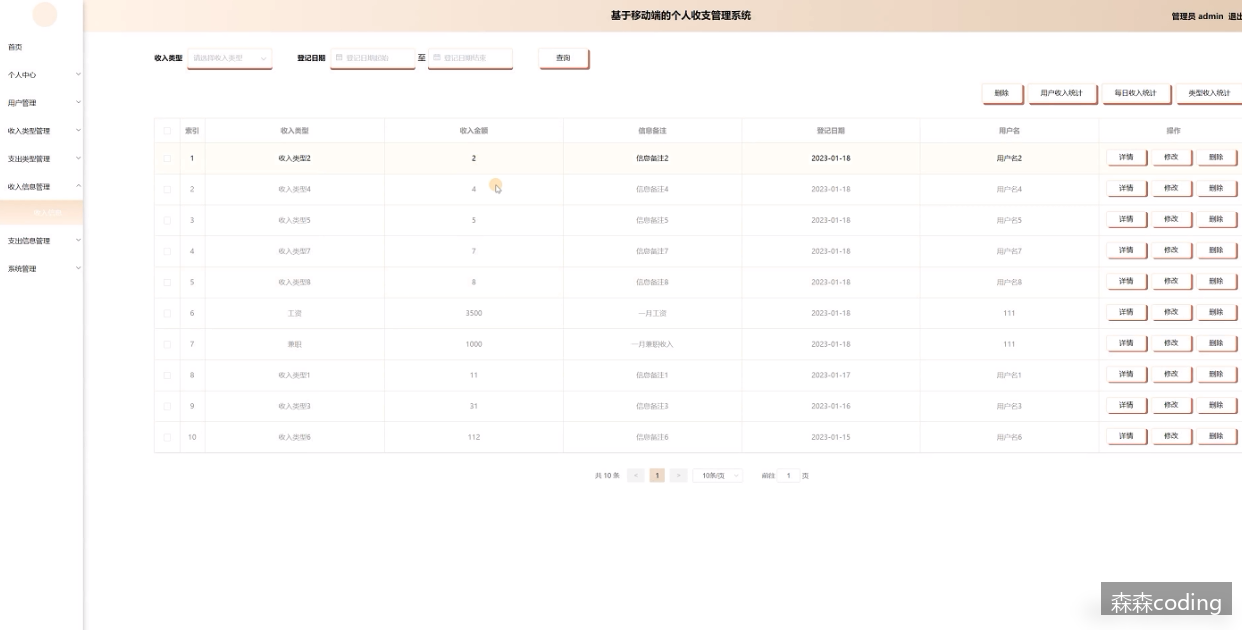 基于移动端的个人收支管理系统
管理员 admin 退出
首页
个人中心
用户管理
收入类型管理
支出类型管理
收入信息管理
支出信息管理
系统管理
收入类型 请选择收入类型 登记日期 登记日期起始 至 登记日期结束 查询
删除 用户收入统计 每日收入统计 类型收入统计
索引 收入类型 收入金额 信息备注 登记日期 用户名 操作
1 收入类型2 2 信息备注2 2023-01-18 用户名2 详情 修改 删除
2 收入类型4 4 信息备注4 2023-01-18 用户名4 详情 修改 删除
3 收入类型5 5 信息备注5 2023-01-18 用户名5 详情 修改 删除
4 收入类型7 7 信息备注7 2023-01-18 用户名7 详情 修改 删除
5 收入类型8 8 信息备注8 2023-01-18 用户名8 详情 修改 删除
6 工资 3500 一月工资 2023-01-18 111 详情 修改 删除
7 兼职 1000 一月兼职收入 2023-01-18 111 详情 修改 删除
8 收入类型1 11 信息备注1 2023-01-17 用户名1 详情 修改 删除
9 收入类型3 31 信息备注3 2023-01-16 用户名3 详情 修改 删除
10 收入类型6 112 信息备注6 2023-01-15 用户名6 详情 修改 删除
共 10 条 < 1 > 10条/页 前往 1 页
森森coding